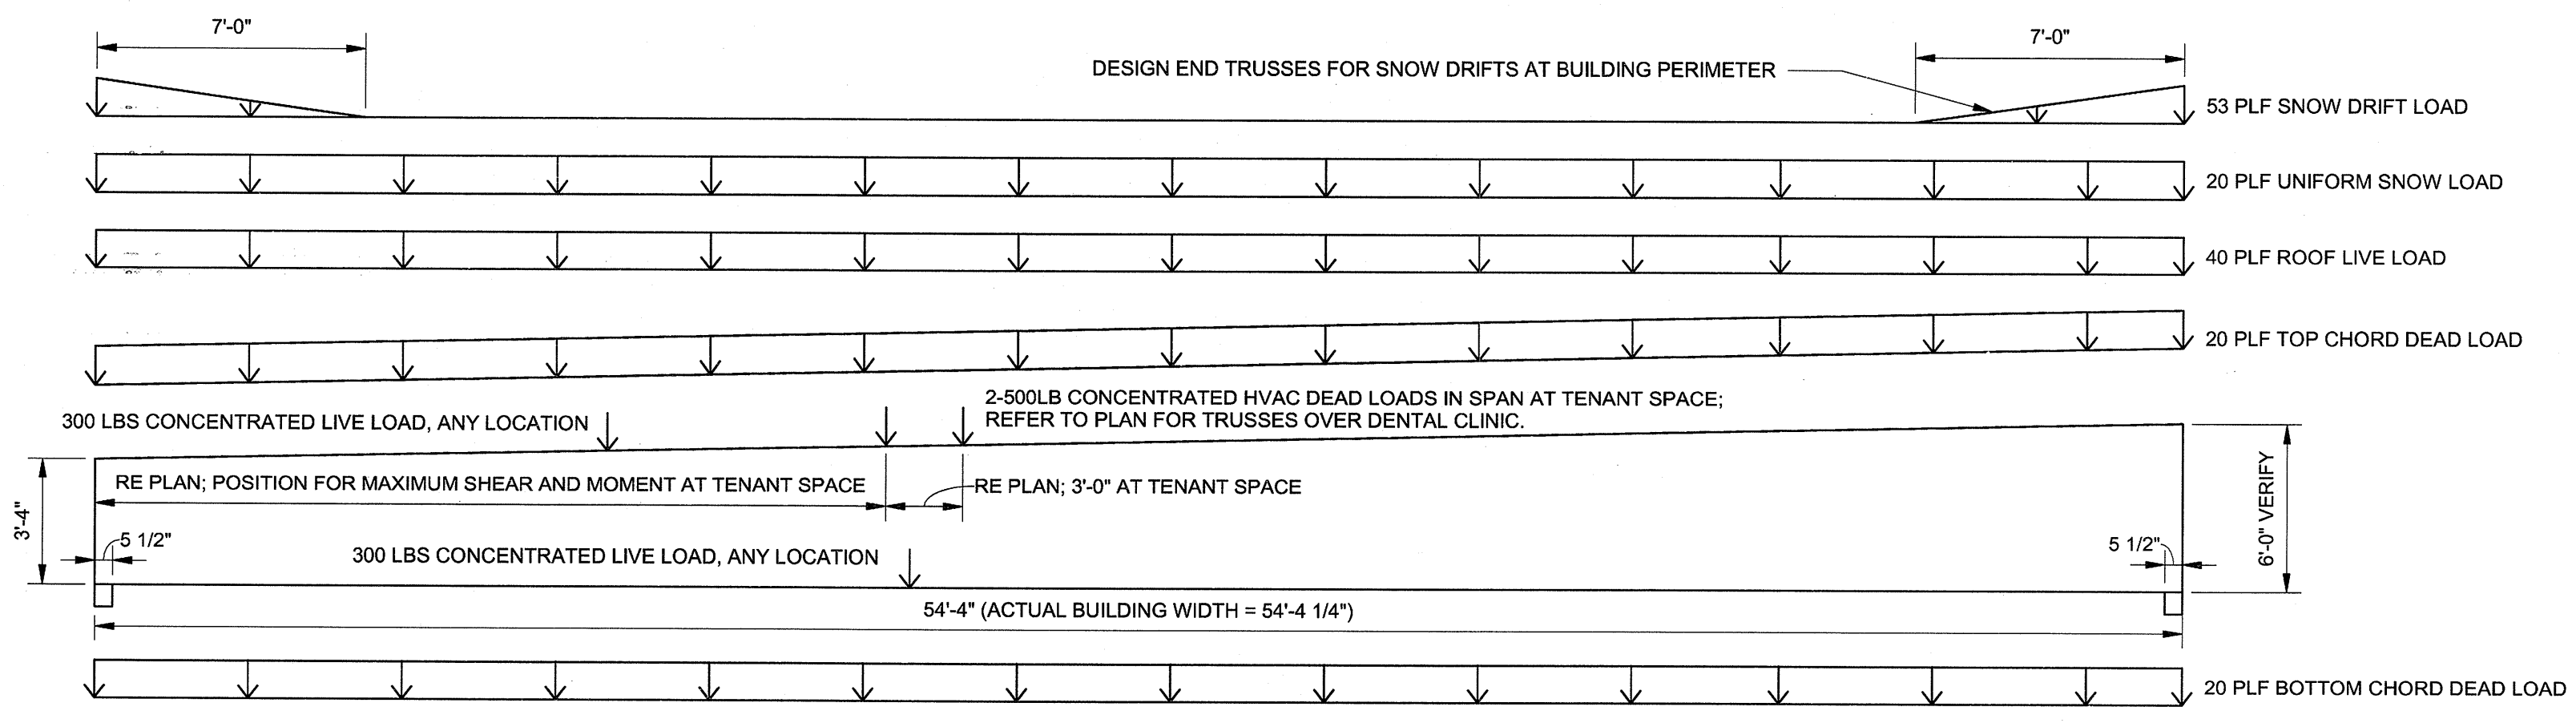 7'-0"
7'-0"
DESIGN END TRUSSES FOR SNOW DRIFTS AT BUILDING PERIMETER
53 PLF SNOW DRIFT LOAD
20 PLF UNIFORM SNOW LOAD
40 PLF ROOF LIVE LOAD
20 PLF TOP CHORD DEAD LOAD
2-500LB CONCENTRATED HVAC DEAD LOADS IN SPAN AT TENANT SPACE;
REFER TO PLAN FOR TRUSSES OVER DENTAL CLINIC.
300 LBS CONCENTRATED LIVE LOAD, ANY LOCATION
RE PLAN; POSITION FOR MAXIMUM SHEAR AND MOMENT AT TENANT SPACE
RE PLAN; 3'-0" AT TENANT SPACE
3'-4"
6'-0" VERIFY
5 1/2"
5 1/2"
300 LBS CONCENTRATED LIVE LOAD, ANY LOCATION
54'-4" (ACTUAL BUILDING WIDTH = 54'-4 1/4")
20 PLF BOTTOM CHORD DEAD LOAD